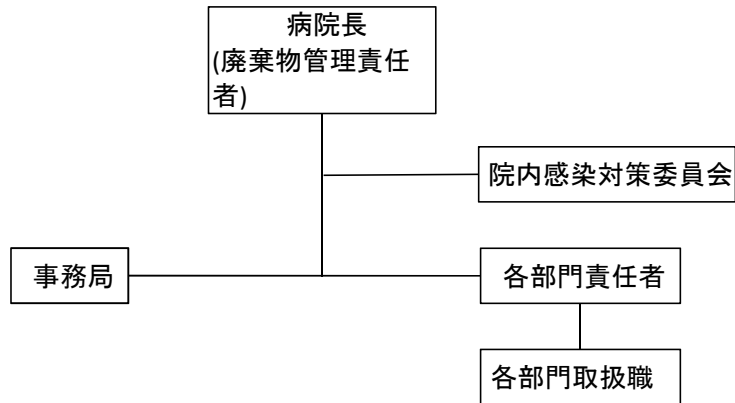 病院長
(廃棄物管理責任
者)
院内感染対策委員会
事務局
各部門責任者
各部門取扱職